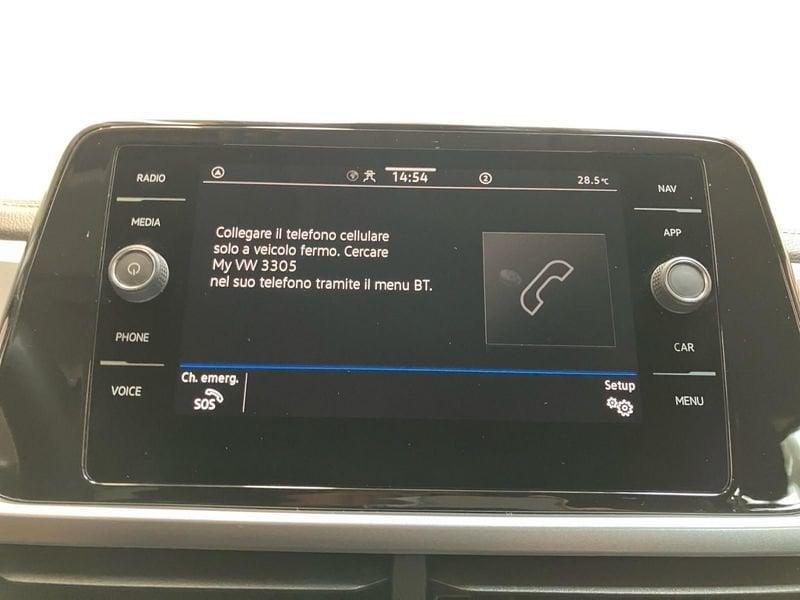 RADIO
MEDIA
PHONE
VOICE
14:54
2
28.5°C
Collegare il telefono cellulare
solo a veicolo fermo. Cercare
My VW 3305
nel suo telefono tramite il menu BT.
Ch. emerg.
SOS
Setup
NAV
APP
CAR
MENU